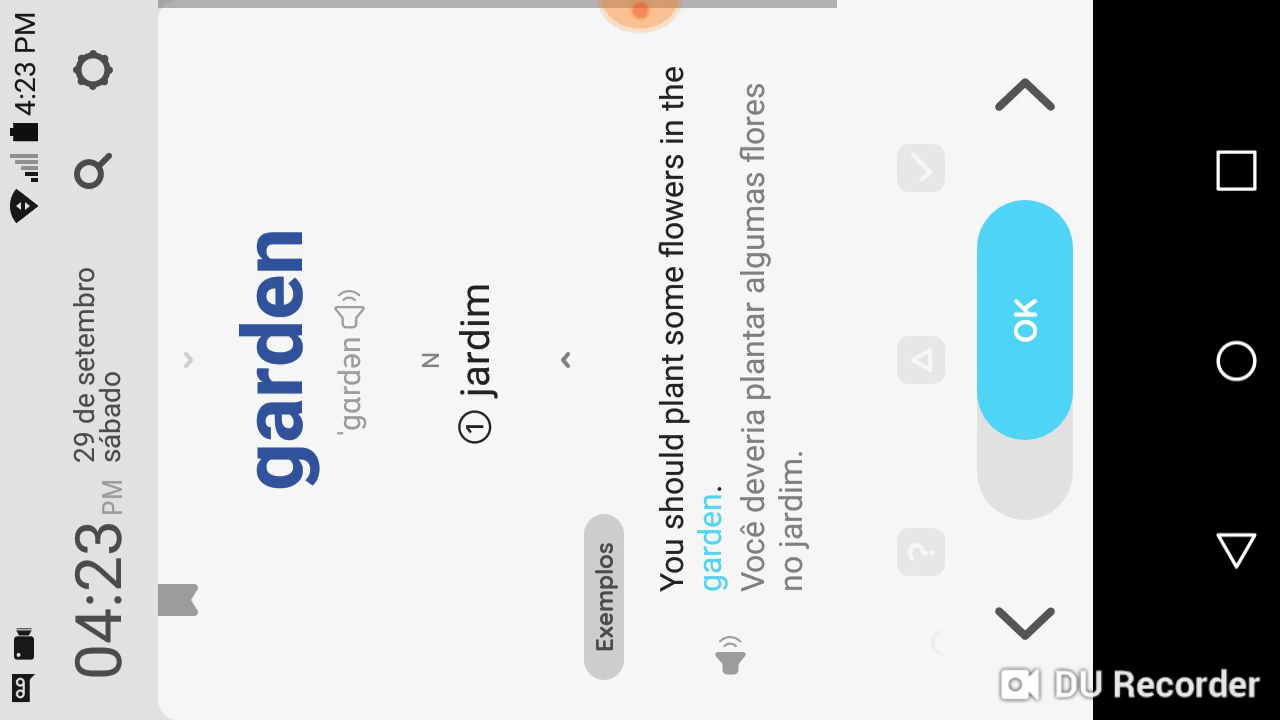 4:23 PM
04:23 PM
29 de setembro
sábado
garden
'gardən
N
1 jardim
Exemplos
You should plant some flowers in the
garden.
Você deveria plantar algumas flores
no jardim.
?
OK
DU Recorder